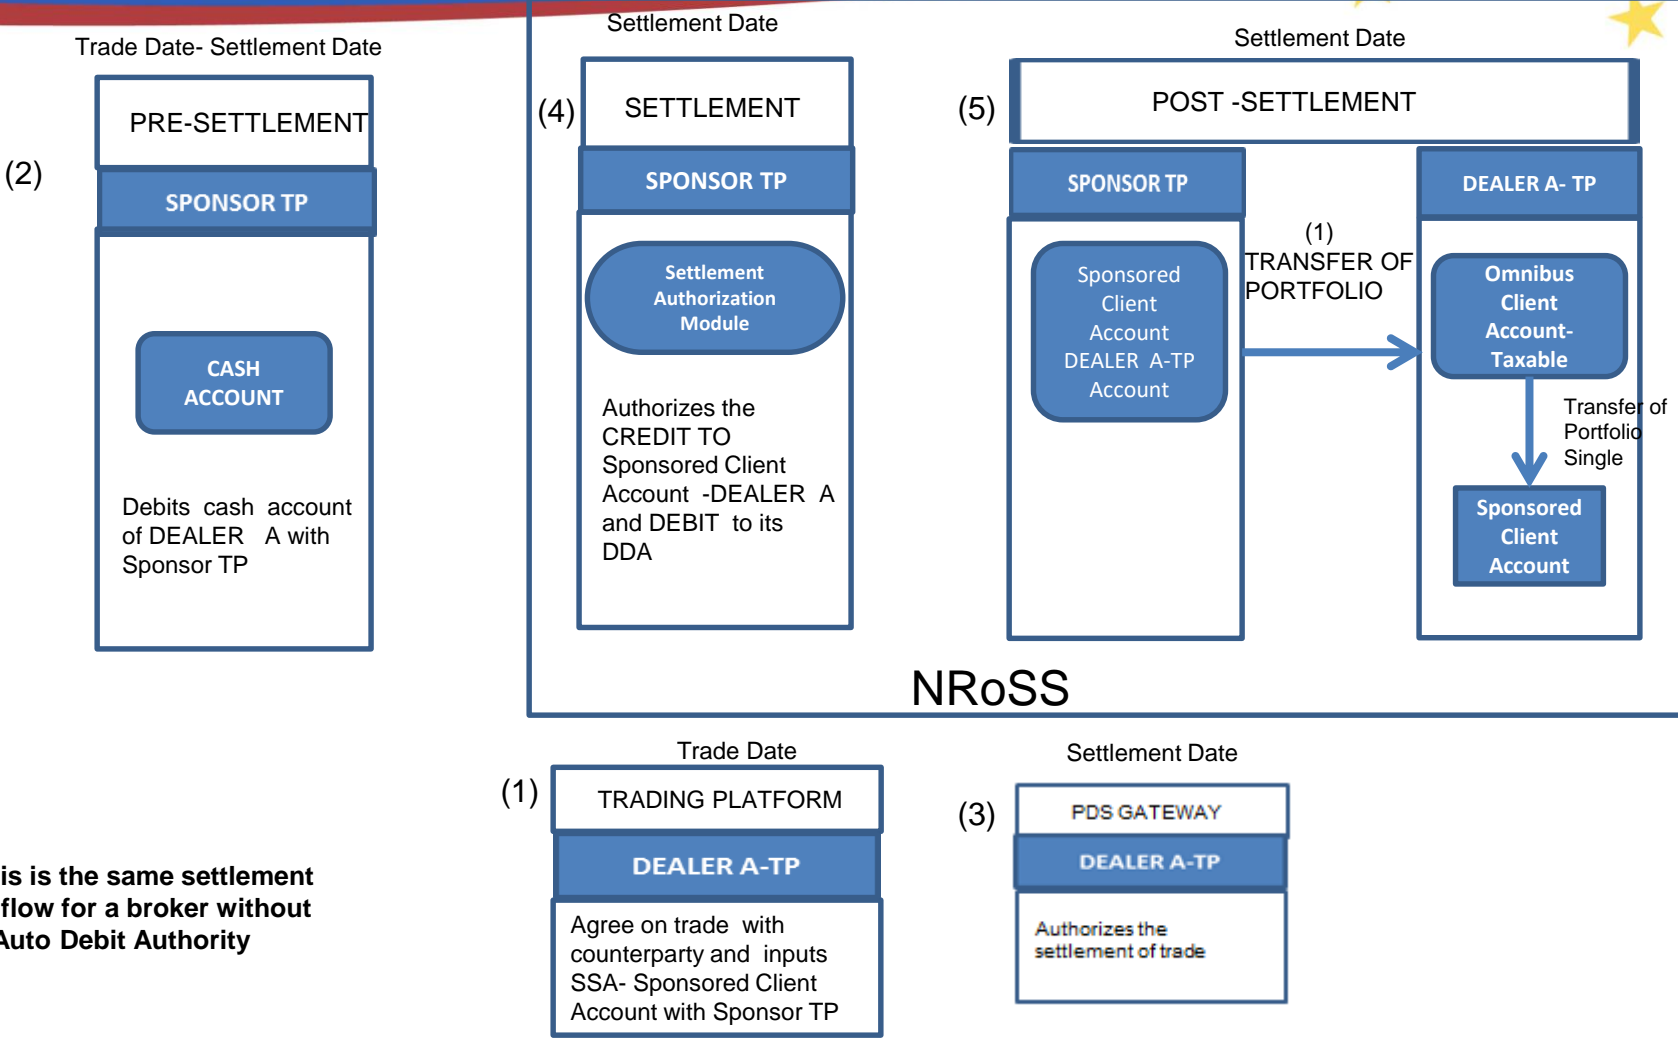 Trade Date- Settlement Date
(2)
PRE-SETTLEMENT
SPONSOR TP
CASH
ACCOUNT
Debits cash account
of DEALER A with
Sponsor TP
Settlement Date
(4)
SETTLEMENT
SPONSOR TP
Settlement
Authorization
Module
Authorizes the
CREDIT TO
Sponsored Client
Account -DEALER A
and DEBIT to its
DDA
Settlement Date
(5)
POST -SETTLEMENT
SPONSOR TP
Sponsored
Client
Account
DEALER A-TP
Account
(1)
TRANSFER OF
PORTFOLIO
DEALER A- TP
Omnibus
Client
Account-
Taxable
Transfer of
Portfolio
Single
Sponsored
Client
Account
NRoSS
Trade Date
(1)
TRADING PLATFORM
DEALER A-TP
Agree on trade with
counterparty and inputs
SSA- Sponsored Client
Account with Sponsor TP
Settlement Date
(3)
PDS GATEWAY
DEALER A-TP
Authorizes the
settlement of trade
is is the same settlement
flow for a broker without
Auto Debit Authority